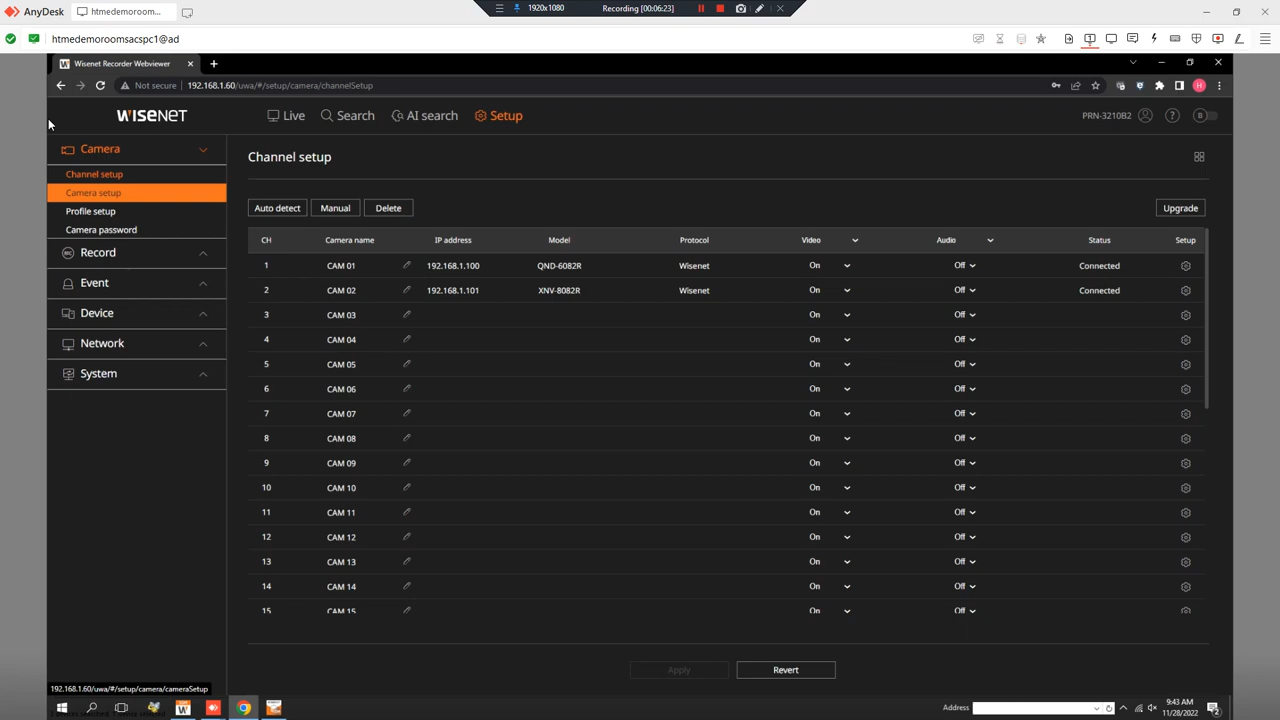 AnyDesk
htmedemoroom...
1920x1080
Recording [00:06:23]
htmedemoroomsacspc1@ad
Wisenet Recorder Webviewer
Not secure
192.168.1.60/uwa/#/setup/camera/channelSetup
H
WISENET
Live
Search
AI search
Setup
PRN-3210B2
B
Camera
Channel setup
Camera setup
Profile setup
Camera password
Record
Event
Device
Network
System
Channel setup
Auto detect
Manual
Delete
Upgrade
CH Camera name IP address Model Protocol Video Audio Status Setup
1 CAM 01 192.168.1.100 QND-6082R Wisenet On Off Connected
2 CAM 02 192.168.1.101 XNV-8082R Wisenet On Off Connected
3 CAM 03 On Off
4 CAM 04 On Off
5 CAM 05 On Off
6 CAM 06 On Off
7 CAM 07 On Off
8 CAM 08 On Off
9 CAM 09 On Off
10 CAM 10 On Off
11 CAM 11 On Off
12 CAM 12 On Off
13 CAM 13 On Off
14 CAM 14 On Off
15 CAM 15 On Off
Apply
Revert
192.168.1.60/uwa/#/setup/camera/cameraSetup
Address
9:43 AM
11/28/2022
2